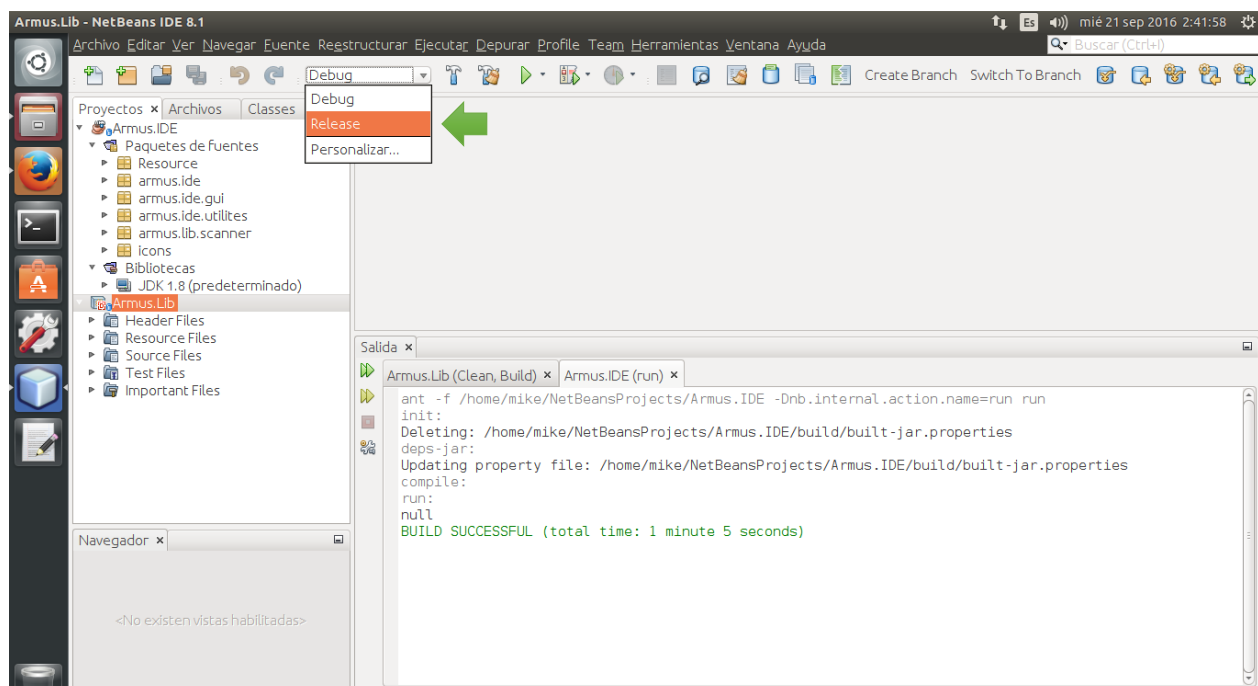 Armus.Lib - NetBeans IDE 8.1
Es
mié 21 sep 2016 2:41:58
Archivo Editar Ver Navegar Fuente Reestructurar Ejecutar Depurar Profile Team Herramientas Ventana Ayuda
Buscar (Ctrl+I)
Debug
Create Branch Switch To Branch
Debug
Release
Personalizar...
Proyectos Archivos Classes
Armus.IDE
Paquetes de fuentes
Resource
armus.ide
armus.ide.gui
armus.ide.utilites
armus.lib.scanner
icons
Bibliotecas
JDK 1.8 (predeterminado)
Armus.Lib
Header Files
Resource Files
Source Files
Test Files
Important Files
Navegador
<No existen vistas habilitadas>
Salida
Armus.Lib (Clean, Build) Armus.IDE (run)
ant -f /home/mike/NetBeansProjects/Armus.IDE -Dnb.internal.action.name=run run
init:
Deleting: /home/mike/NetBeansProjects/Armus.IDE/build/built-jar.properties
deps-jar:
Updating property file: /home/mike/NetBeansProjects/Armus.IDE/build/built-jar.properties
compile:
run:
null
BUILD SUCCESSFUL (total time: 1 minute 5 seconds)